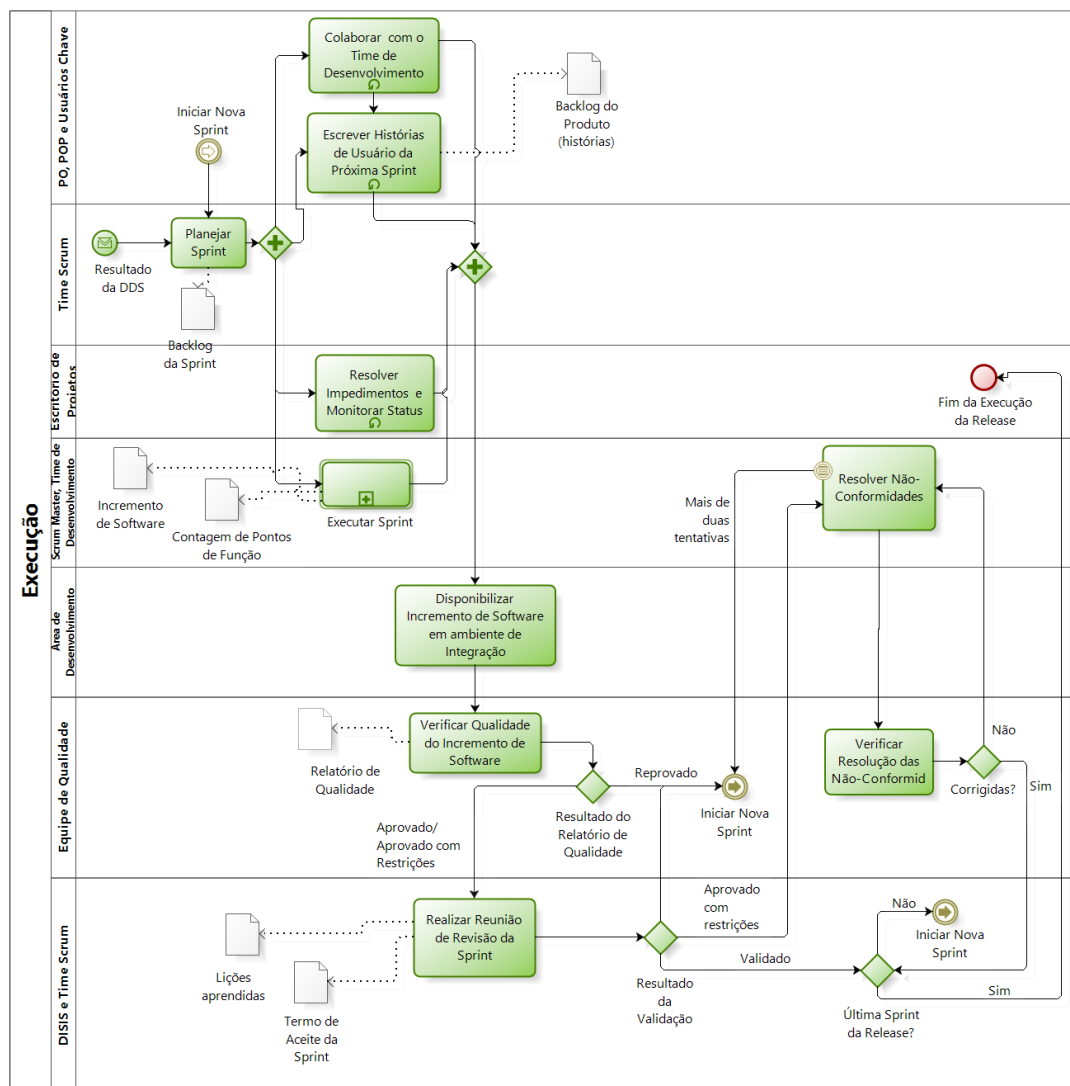 Execução
PO, POP e Usuários Chave
Colaborar com o
Time de
Desenvolvimento
Iniciar Nova
Sprint
Escrever Histórias
de Usuário da
Próxima Sprint
Backlog do
Produto
(histórias)
Time Scrum
Planejar
Sprint
Resultado
da DDS
Backlog
da Sprint
Escritório de
Projetos
Resolver
Impedimentos e
Monitorar Status
Fim da Execução
da Release
Scrum Master, Time de
Desenvolvimento
Incremento
de Software
Contagem de Pontos
de Função
Executar Sprint
Mais de
duas
tentativas
Resolver Não-
Conformidades
Área de
Desenvolvimento
Disponibilizar
Incremento de Software
em ambiente de
Integração
Equipe de Qualidade
Relatório de
Qualidade
Verificar Qualidade
do Incremento de
Software
Reprovado
Resultado do
Relatório de
Qualidade
Aprovado/
Aprovado com
Restrições
Iniciar Nova
Sprint
Verificar
Resolução das
Não-Conformid
Não
Corrigidas?
Sim
DISIS e Time Scrum
Lições
aprendidas
Termo de
Aceite da
Sprint
Realizar Reunião
de Revisão da
Sprint
Aprovado
com
restrições
Resultado
da
Validação
Validado
Não
Iniciar Nova
Sprint
Sim
Última Sprint
da Release?